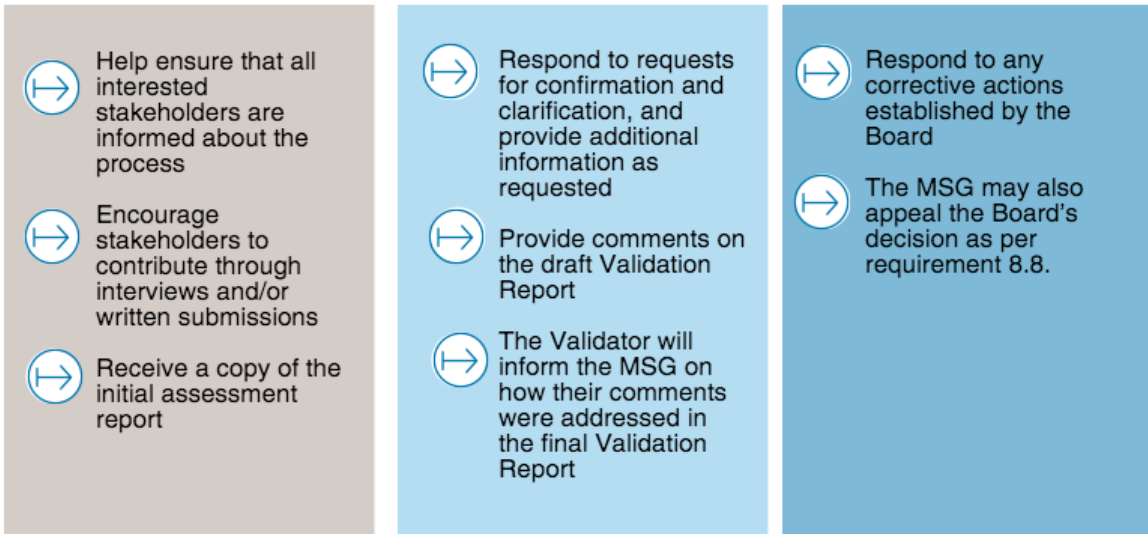 Help ensure that all
interested
stakeholders are
informed about the
process
Encourage
stakeholders to
contribute through
interviews and/or
written submissions
Receive a copy of the
initial assessment
report
Respond to requests
for confirmation and
clarification, and
provide additional
information as
requested
Provide comments on
the draft Validation
Report
The Validator will
inform the MSG on
how their comments
were addressed in
the final Validation
Report
Respond to any
corrective actions
established by the
Board
The MSG may also
appeal the Board's
decision as per
requirement 8.8.